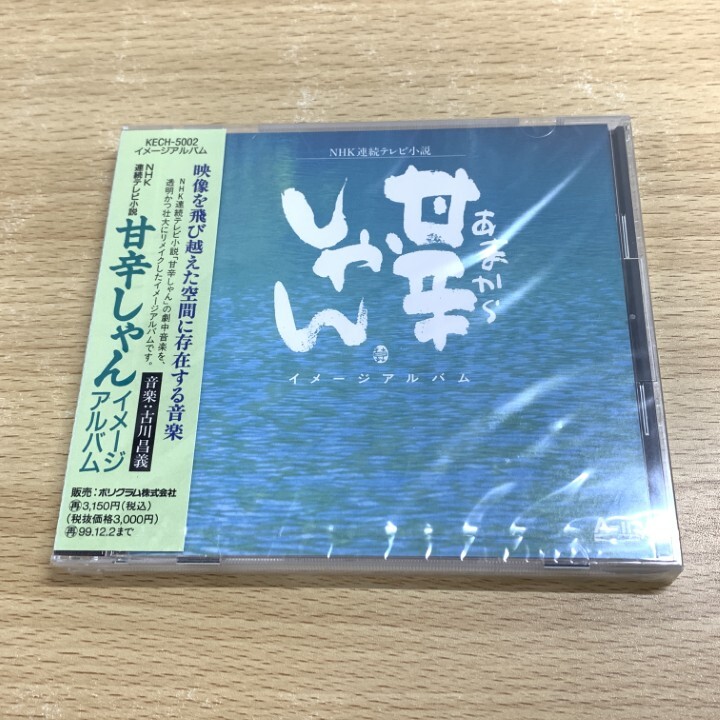 KECH-5002
イメージアルバム
映像を飛び越えた空間に存在する音楽
NHK連続テレビ小説「甘辛しゃん」の劇中音楽を、
透明かつ壮大にリメイクしたイメージアルバムです。
音楽：古川昌義
NHK
連続テレビ小説
甘辛しゃん
イメージ
アルバム
販売：ポリグラム株式会社
再3,150円(税込)
(税抜価格3,000円)
再99.12.2まで
NHK連続テレビ小説
あまから
甘辛
しゃん。
イメージアルバム